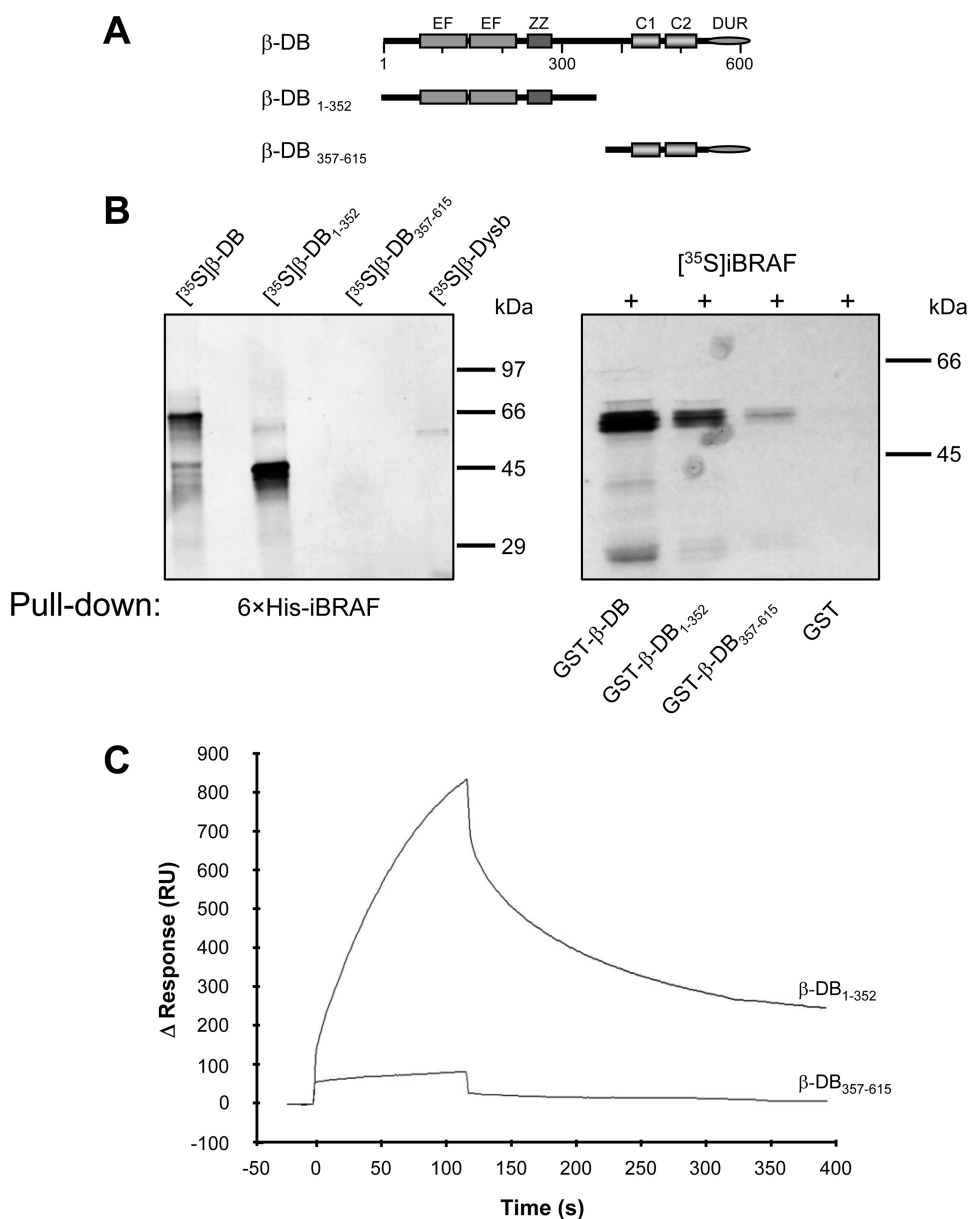 A
EF EF ZZ C1 C2 DUR
β-DB
1 300 600
β-DB 1-352
β-DB 357-615
B
[35S]β-DB
[35S]β-DB1-352
[35S]β-DB357-615
[35S]β-Dysb
kDa
97
66
45
29
Pull-down: 6×His-iBRAF
[35S]iBRAF
+ + + +
kDa
66
45
GST-β-DB
GST-β-DB1-352
GST-β-DB357-615
GST
C
900
800
700
600
500
400
300
200
100
0
-100
Δ Response (RU)
β-DB1-352
β-DB357-615
-50 0 50 100 150 200 250 300 350 400
Time (s)